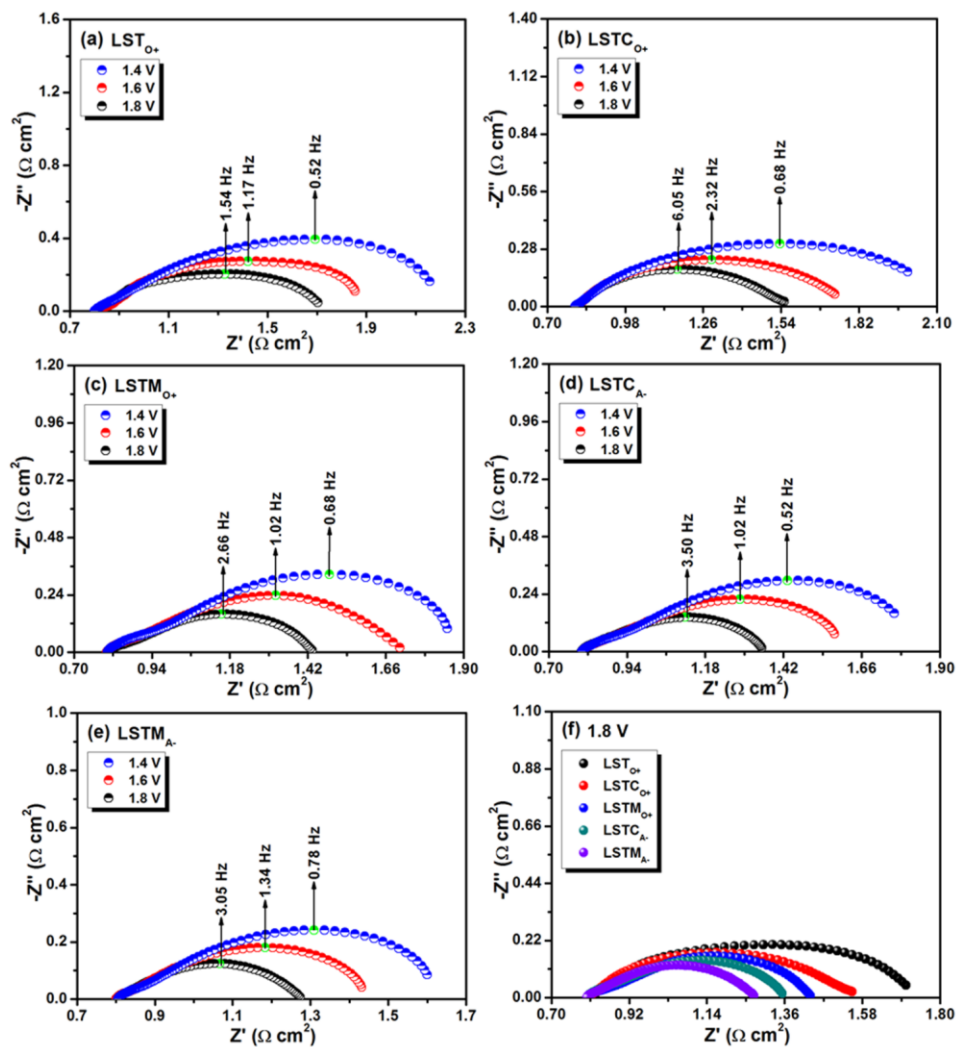 (a) LST_O+
1.4 V
1.6 V
1.8 V
1.54 Hz
1.17 Hz
0.52 Hz
1.6
1.2
0.8
0.4
0.0
-Z'' (Ω cm²)
0.7 1.1 1.5 1.9 2.3
Z' (Ω cm²)
(b) LSTC_O+
1.4 V
1.6 V
1.8 V
6.05 Hz
2.32 Hz
0.68 Hz
1.40
1.12
0.84
0.56
0.28
0.00
-Z'' (Ω cm²)
0.70 0.98 1.26 1.54 1.82 2.10
Z' (Ω cm²)
(c) LSTM_O+
1.4 V
1.6 V
1.8 V
2.66 Hz
1.02 Hz
0.68 Hz
1.20
0.96
0.72
0.48
0.24
0.00
-Z'' (Ω cm²)
0.70 0.94 1.18 1.42 1.66 1.90
Z' (Ω cm²)
(d) LSTC_A-
1.4 V
1.6 V
1.8 V
3.50 Hz
1.02 Hz
0.52 Hz
1.20
0.96
0.72
0.48
0.24
0.00
-Z'' (Ω cm²)
0.70 0.94 1.18 1.42 1.66 1.90
Z' (Ω cm²)
(e) LSTM_A-
1.4 V
1.6 V
1.8 V
3.05 Hz
1.34 Hz
0.78 Hz
1.0
0.8
0.6
0.4
0.2
0.0
-Z'' (Ω cm²)
0.7 0.9 1.1 1.3 1.5 1.7
Z' (Ω cm²)
(f) 1.8 V
LST_O+
LSTC_O+
LSTM_O+
LSTC_A-
LSTM_A-
1.10
0.88
0.66
0.44
0.22
0.00
-Z'' (Ω cm²)
0.70 0.92 1.14 1.36 1.58 1.80
Z' (Ω cm²)